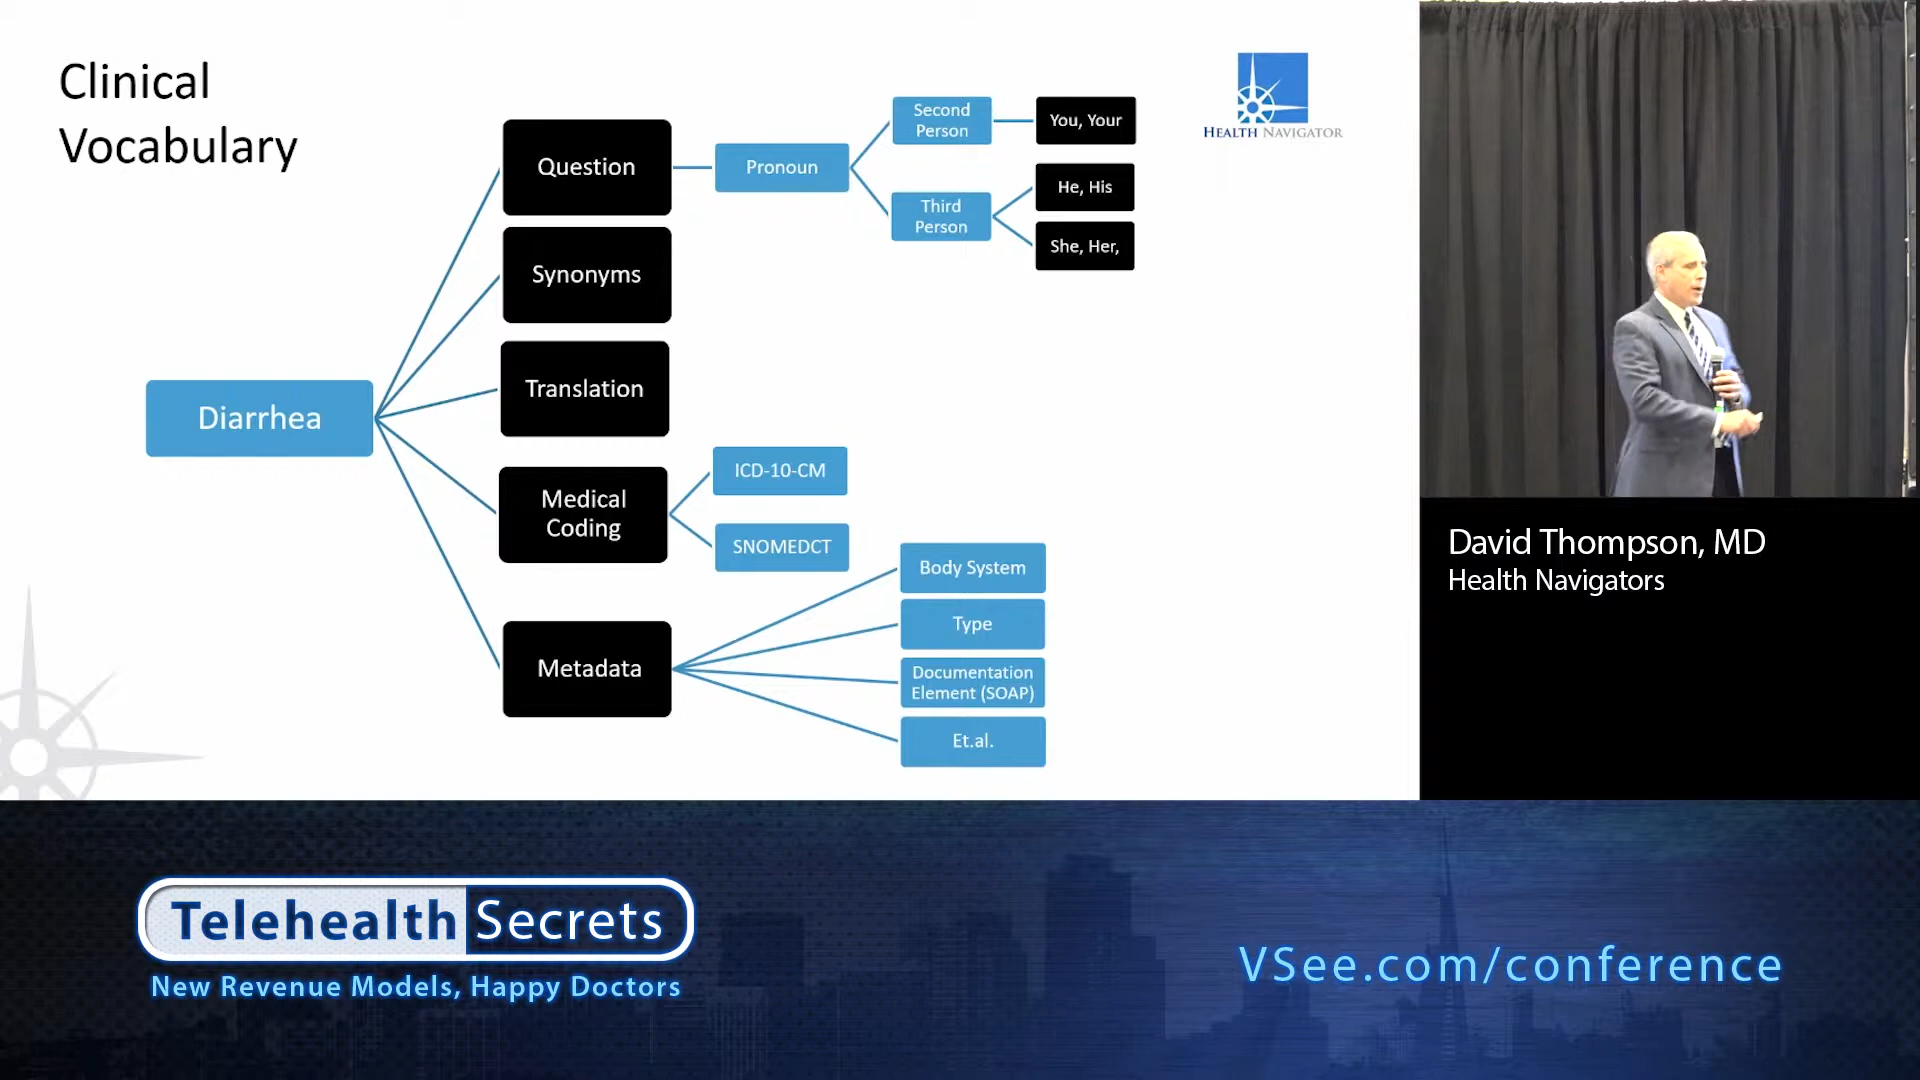 Clinical
Vocabulary
Diarrhea
Question
Synonyms
Translation
Medical
Coding
Metadata
Pronoun
Second
Person
Third
Person
You, Your
He, His
She, Her,
ICD-10-CM
SNOMEDCT
Body System
Type
Documentation
Element (SOAP)
Et.al.
HEALTH NAVIGATOR
David Thompson, MD
Health Navigators
Telehealth Secrets
New Revenue Models, Happy Doctors
VSee.com/conference